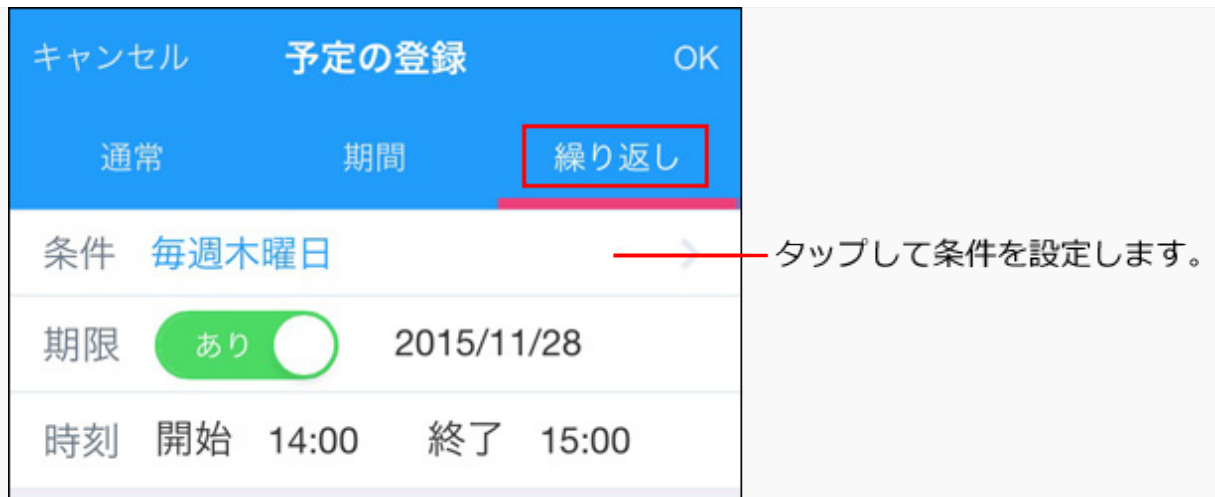 キャンセル 予定の登録 OK
通常 期間 繰り返し
条件 毎週木曜日
タップして条件を設定します。
期限 あり 2015/11/28
時刻 開始 14:00 終了 15:00